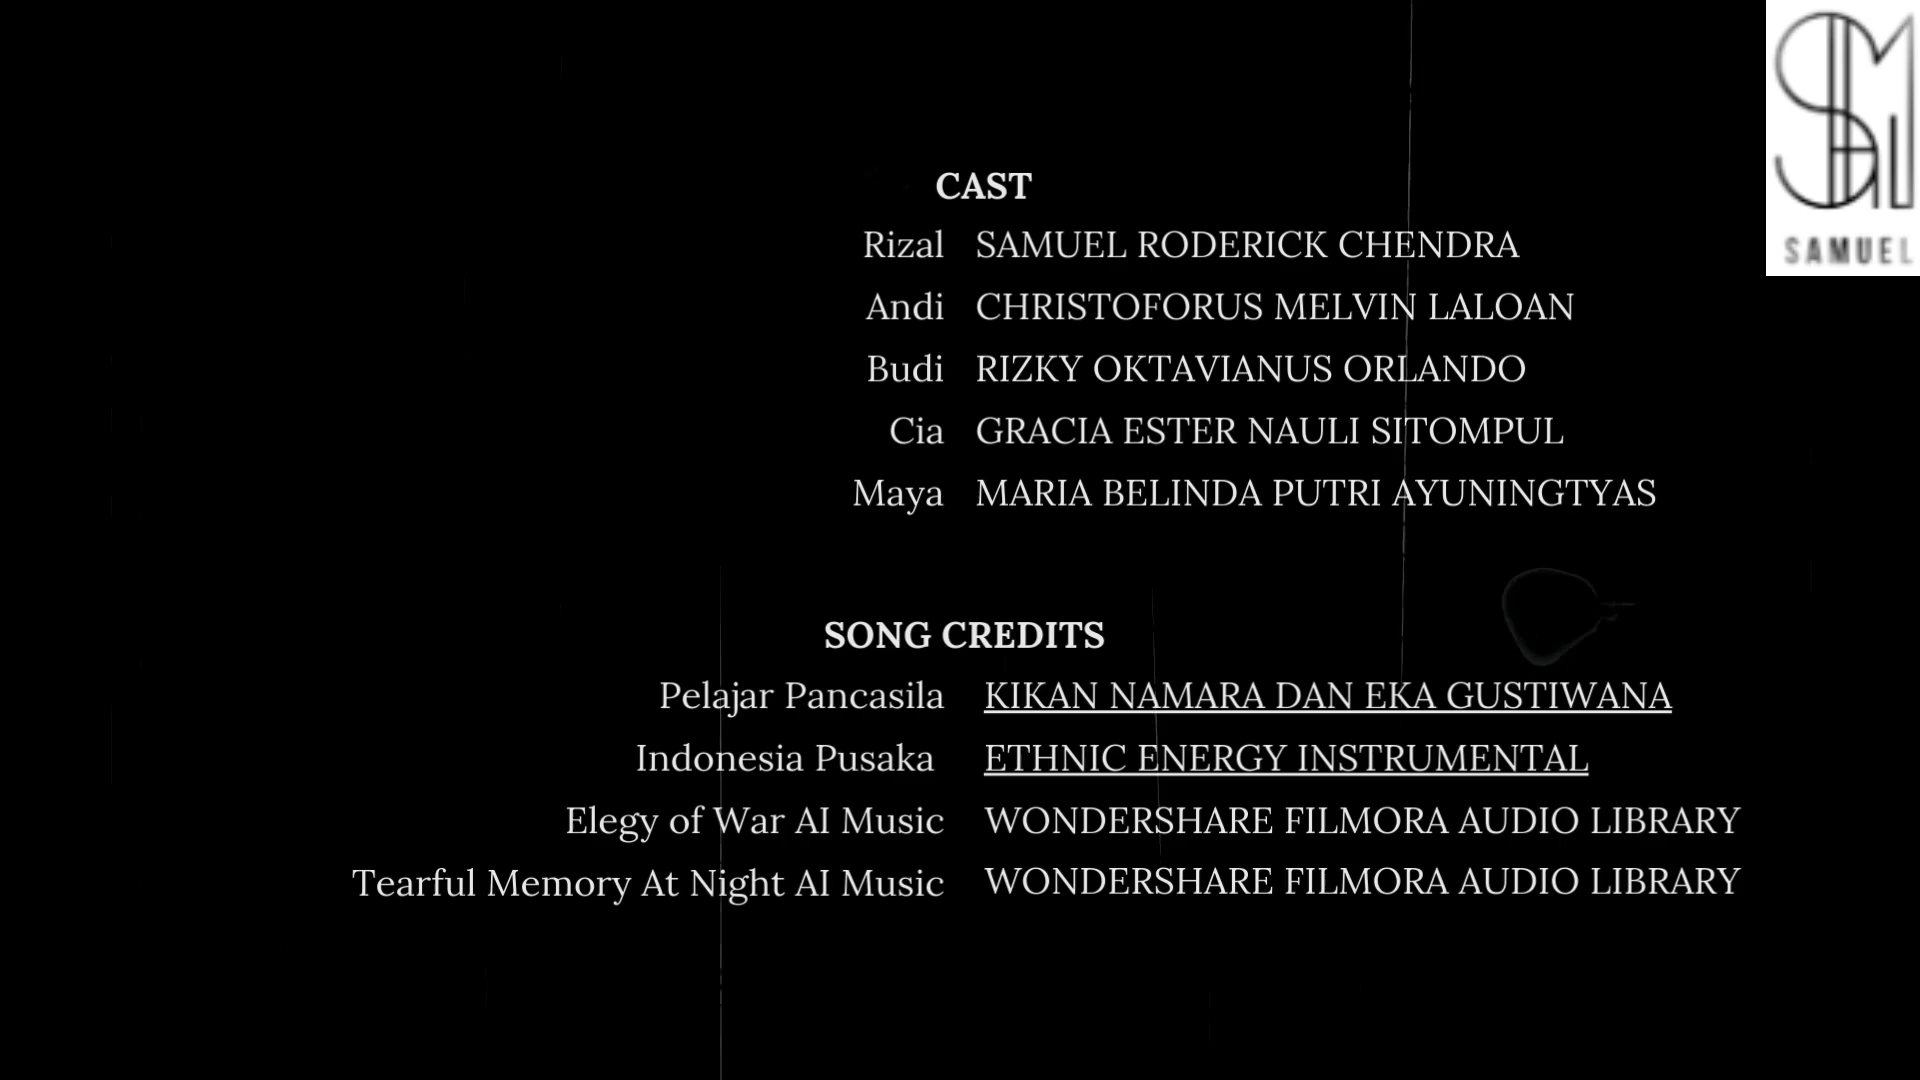 SAMUEL
CAST
Rizal SAMUEL RODERICK CHENDRA
Andi CHRISTOFORUS MELVIN LALOAN
Budi RIZKY OKTAVIANUS ORLANDO
Cia GRACIA ESTER NAULI SITOMPUL
Maya MARIA BELINDA PUTRI AYUNINGTYAS
SONG CREDITS
Pelajar Pancasila KIKAN NAMARA DAN EKA GUSTIWANA
Indonesia Pusaka ETHNIC ENERGY INSTRUMENTAL
Elegy of War AI Music WONDERSHARE FILMORA AUDIO LIBRARY
Tearful Memory At Night AI Music WONDERSHARE FILMORA AUDIO LIBRARY